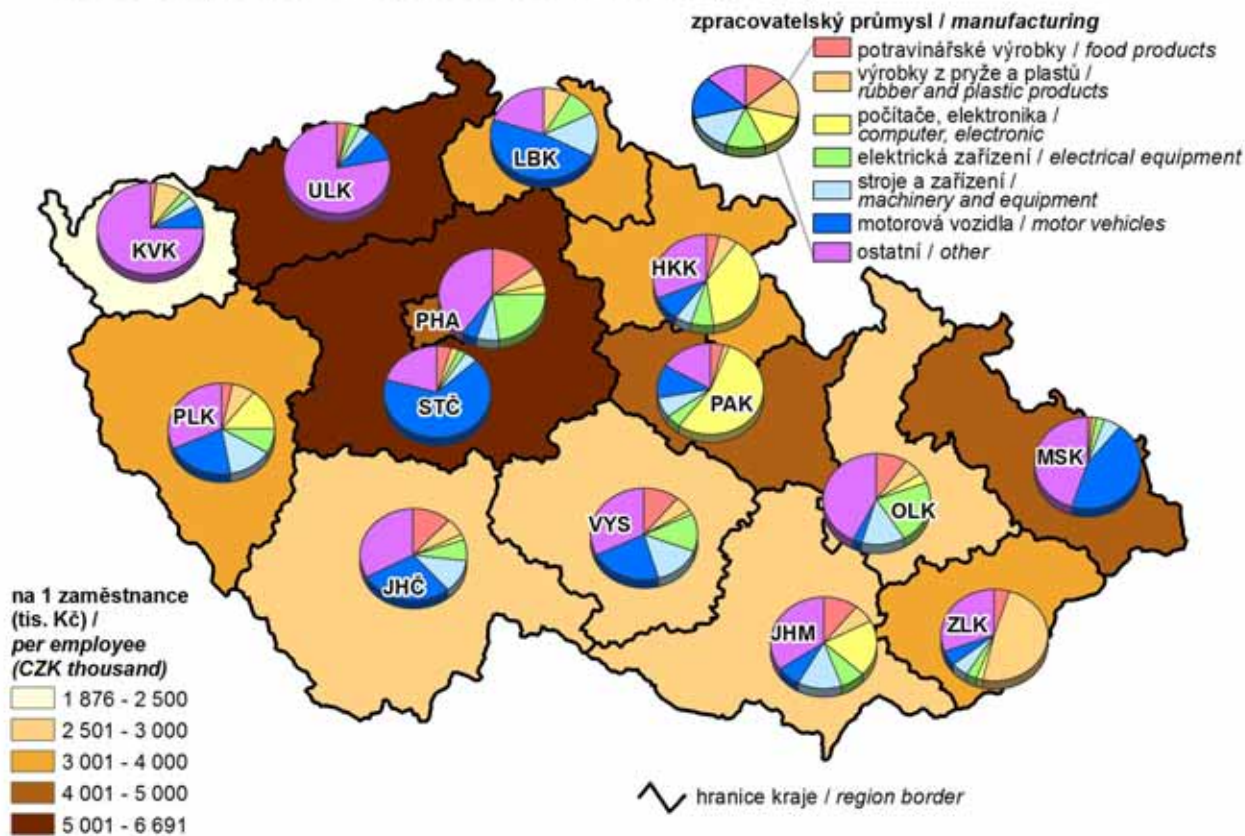 zpracovatelský průmysl / manufacturing
potravinářské výrobky / food products
výrobky z pryže a plastů /
rubber and plastic products
počítače, elektronika /
computer, electronic
elektrická zařízení / electrical equipment
stroje a zařízení /
machinery and equipment
motorová vozidla / motor vehicles
ostatní / other
LBK
ULK
KVK
HKK
PHA
STČ
PAK
PLK
MSK
OLK
VYS
JHČ
JHM
ZLK
na 1 zaměstnance
(tis. Kč) /
per employee
(CZK thousand)
1 876 - 2 500
2 501 - 3 000
3 001 - 4 000
4 001 - 5 000
5 001 - 6 691
hranice kraje / region border